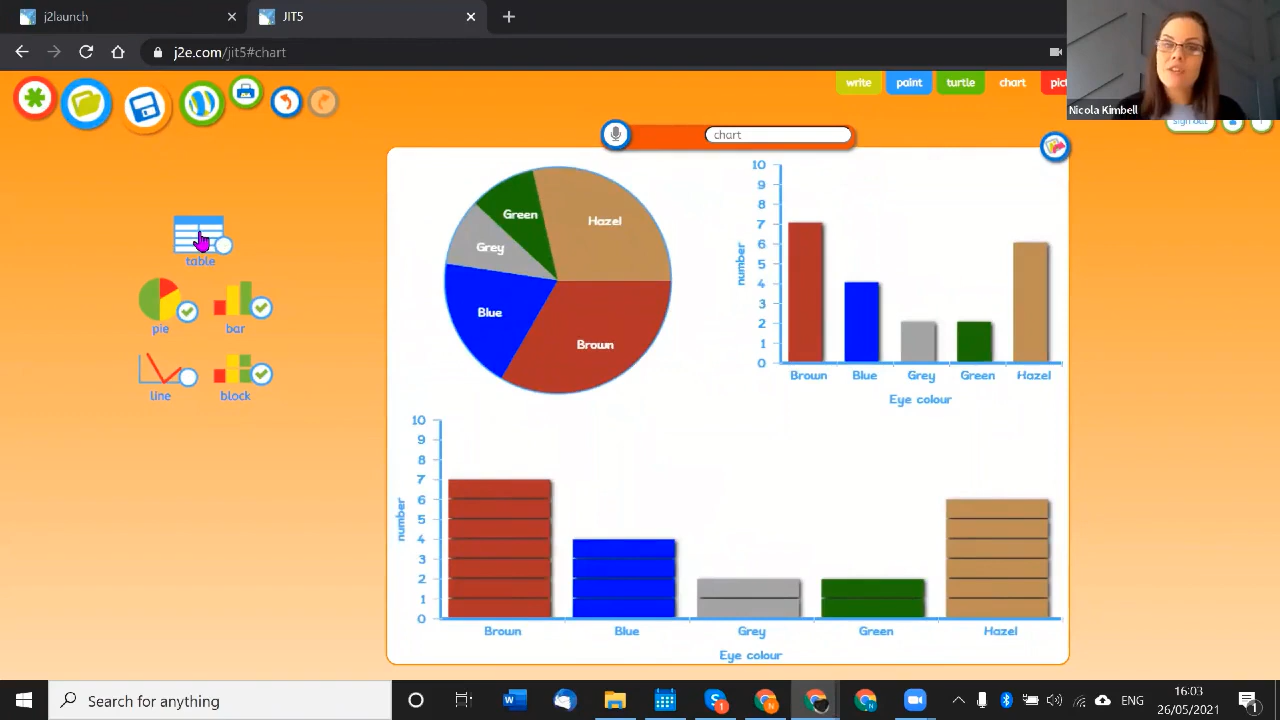 j2launch
JIT5
j2e.com/jit5#chart
write
paint
turtle
chart
pict
Nicola Kimbell
sign out
chart
table
pie
bar
line
block
Green
Hazel
Grey
Blue
Brown
10
9
8
7
6
5
4
3
2
1
0
number
Brown Blue Grey Green Hazel
Eye colour
10
9
8
7
6
5
4
3
2
1
0
number
Brown Blue Grey Green Hazel
Eye colour
Search for anything
ENG
16:03
26/05/2021